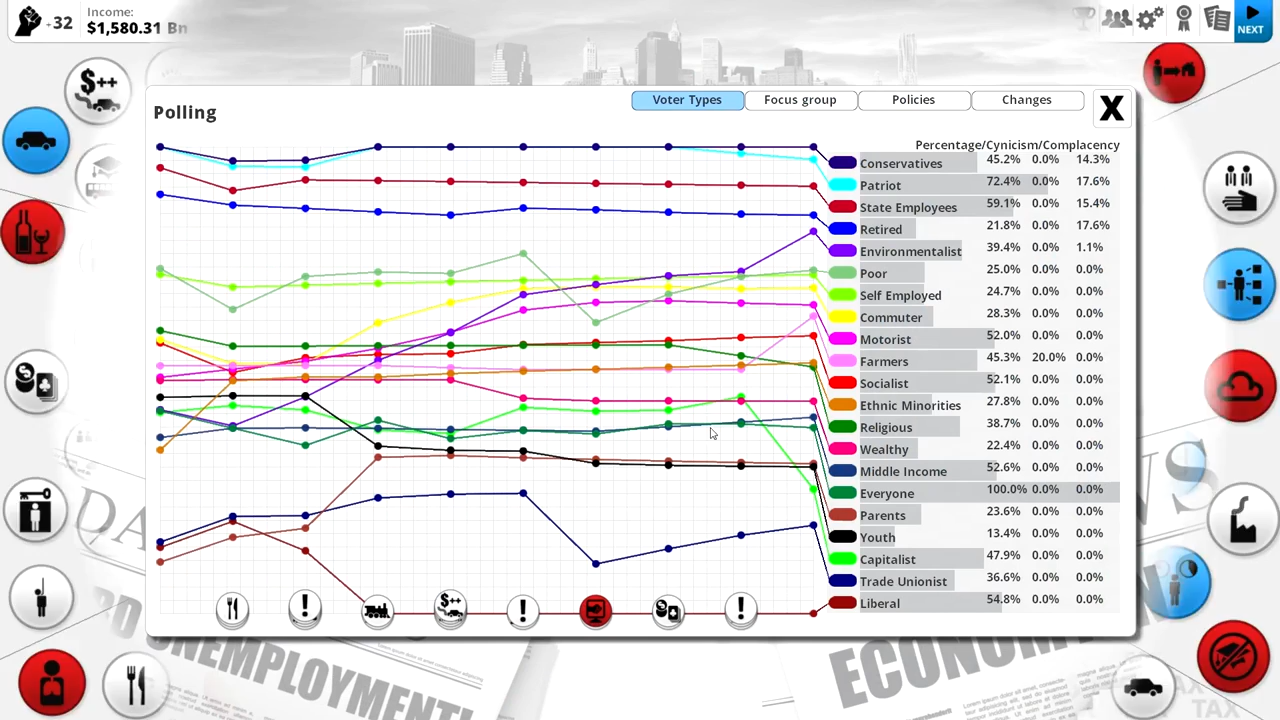 +32
Income:
$1,580.31 Bn
NEXT
Polling
Voter Types
Focus group
Policies
Changes
X
Percentage/Cynicism/Complacency
Conservatives 45.2% 0.0% 14.3%
Patriot 72.4% 0.0% 17.6%
State Employees 59.1% 0.0% 15.4%
Retired 21.8% 0.0% 17.6%
Environmentalist 39.4% 0.0% 1.1%
Poor 25.0% 0.0% 0.0%
Self Employed 24.7% 0.0% 0.0%
Commuter 28.3% 0.0% 0.0%
Motorist 52.0% 0.0% 0.0%
Farmers 45.3% 20.0% 0.0%
Socialist 52.1% 0.0% 0.0%
Ethnic Minorities 27.8% 0.0% 0.0%
Religious 38.7% 0.0% 0.0%
Wealthy 22.4% 0.0% 0.0%
Middle Income 52.6% 0.0% 0.0%
Everyone 100.0% 0.0% 0.0%
Parents 23.6% 0.0% 0.0%
Youth 13.4% 0.0% 0.0%
Capitalist 47.9% 0.0% 0.0%
Trade Unionist 36.6% 0.0% 0.0%
Liberal 54.8% 0.0% 0.0%
$++
$++
TAX